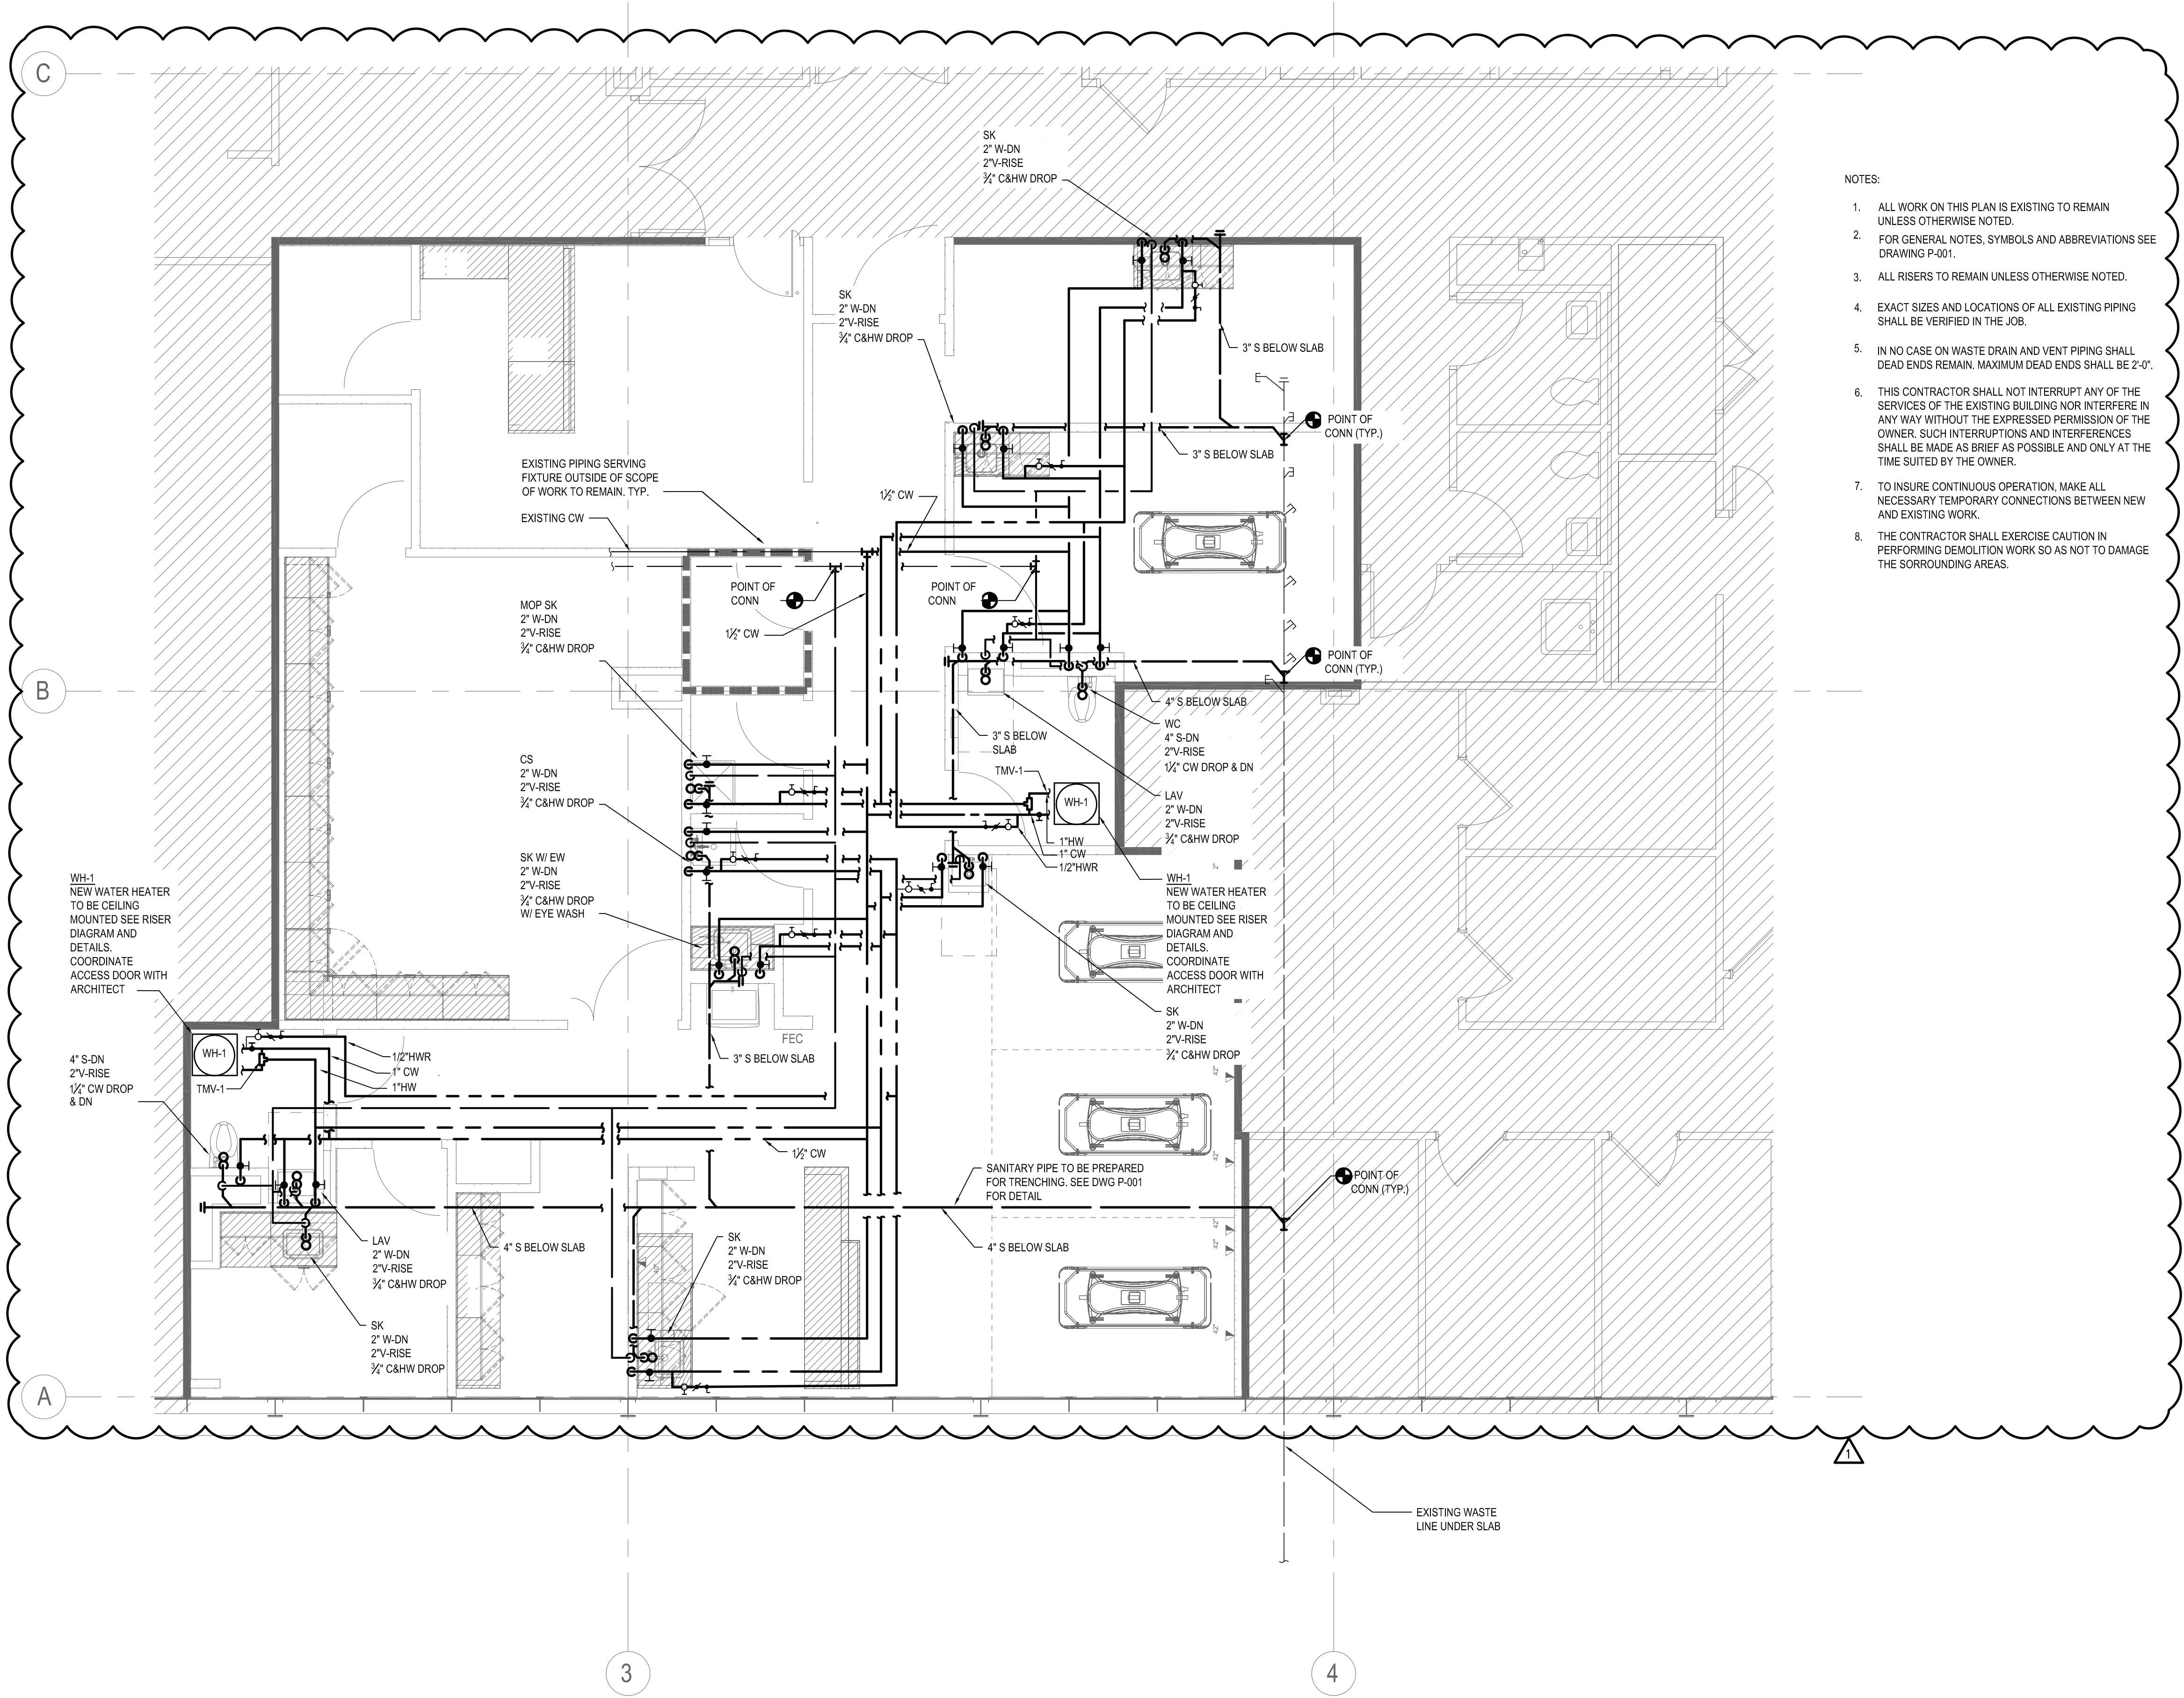 C
SK
2" W-DN
2"V-RISE
¾" C&HW DROP
SK
2" W-DN
2"V-RISE
¾" C&HW DROP
3" S BELOW SLAB
E
POINT OF
CONN (TYP.)
E
3" S BELOW SLAB
E
EXISTING PIPING SERVING
FIXTURE OUTSIDE OF SCOPE
OF WORK TO REMAIN. TYP.
1½" CW
EXISTING CW
POINT OF
CONN
POINT OF
CONN
MOP SK
2" W-DN
2"V-RISE
¾" C&HW DROP
1½" CW
POINT OF
CONN (TYP.)
E
B
4" S BELOW SLAB
WC
4" S-DN
2"V-RISE
1¼" CW DROP & DN
3" S BELOW
SLAB
CS
2" W-DN
2"V-RISE
¾" C&HW DROP
TMV-1
WH-1
LAV
2" W-DN
2"V-RISE
¾" C&HW DROP
1"HW
1" CW
1/2"HWR
SK W/ EW
2" W-DN
2"V-RISE
¾" C&HW DROP
W/ EYE WASH
WH-1
NEW WATER HEATER
TO BE CEILING
MOUNTED SEE RISER
DIAGRAM AND
DETAILS.
COORDINATE
ACCESS DOOR WITH
ARCHITECT
WH-1
NEW WATER HEATER
TO BE CEILING
MOUNTED SEE RISER
DIAGRAM AND
DETAILS.
COORDINATE
ACCESS DOOR WITH
ARCHITECT
SK
2" W-DN
2"V-RISE
¾" C&HW DROP
FEC
3" S BELOW SLAB
WH-1
TMV-1
1/2"HWR
1" CW
1"HW
4" S-DN
2"V-RISE
1¼" CW DROP
& DN
42"
42"
42"
42"
42"
1½" CW
SANITARY PIPE TO BE PREPARED
FOR TRENCHING. SEE DWG P-001
FOR DETAIL
POINT OF
CONN (TYP.)
LAV
2" W-DN
2"V-RISE
¾" C&HW DROP
4" S BELOW SLAB
SK
2" W-DN
2"V-RISE
¾" C&HW DROP
4" S BELOW SLAB
SK
2" W-DN
2"V-RISE
¾" C&HW DROP
A
EXISTING WASTE
LINE UNDER SLAB
3
4
NOTES:
1. ALL WORK ON THIS PLAN IS EXISTING TO REMAIN
UNLESS OTHERWISE NOTED.
2. FOR GENERAL NOTES, SYMBOLS AND ABBREVIATIONS SEE
DRAWING P-001.
3. ALL RISERS TO REMAIN UNLESS OTHERWISE NOTED.
4. EXACT SIZES AND LOCATIONS OF ALL EXISTING PIPING
SHALL BE VERIFIED IN THE JOB.
5. IN NO CASE ON WASTE DRAIN AND VENT PIPING SHALL
DEAD ENDS REMAIN. MAXIMUM DEAD ENDS SHALL BE 2'-0".
6. THIS CONTRACTOR SHALL NOT INTERRUPT ANY OF THE
SERVICES OF THE EXISTING BUILDING NOR INTERFERE IN
ANY WAY WITHOUT THE EXPRESSED PERMISSION OF THE
OWNER. SUCH INTERRUPTIONS AND INTERFERENCES
SHALL BE MADE AS BRIEF AS POSSIBLE AND ONLY AT THE
TIME SUITED BY THE OWNER.
7. TO INSURE CONTINUOUS OPERATION, MAKE ALL
NECESSARY TEMPORARY CONNECTIONS BETWEEN NEW
AND EXISTING WORK.
8. THE CONTRACTOR SHALL EXERCISE CAUTION IN
PERFORMING DEMOLITION WORK SO AS NOT TO DAMAGE
THE SORROUNDING AREAS.
1